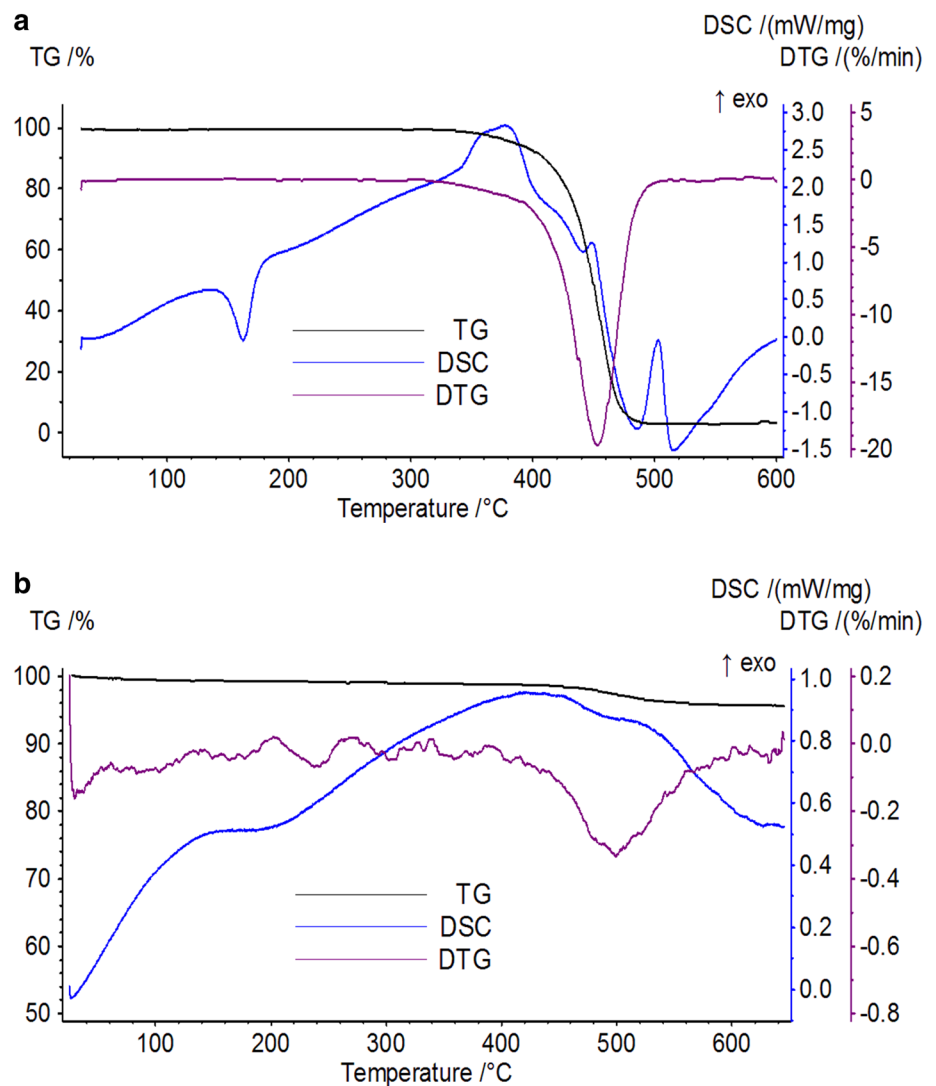 a
DSC /(mW/mg)
TG /%
DTG /(%/min)
↑ exo
3.0
5
100
2.5
80
2.0
0
1.5
60
1.0
-5
40
0.5
TG
0.0
-10
20
DSC
-0.5
DTG
-15
0
-1.0
-1.5
-20
100 200 300 400 500 600
Temperature /°C
b
DSC /(mW/mg)
TG /%
DTG /(%/min)
↑ exo
100
1.0
0.2
90
0.8
0.0
80
0.6
-0.2
70
0.4
-0.4
TG
60
DSC
0.2
-0.6
DTG
50
0.0
-0.8
100 200 300 400 500 600
Temperature /°C